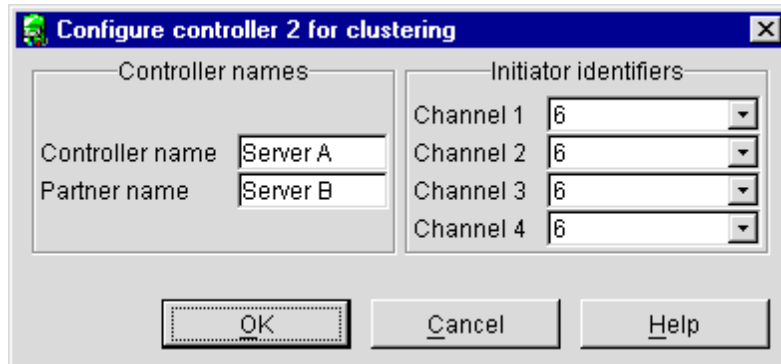 Configure controller 2 for clustering
Controller names
Controller name Server A
Partner name Server B
Initiator identifiers
Channel 1 6
Channel 2 6
Channel 3 6
Channel 4 6
OK Cancel Help